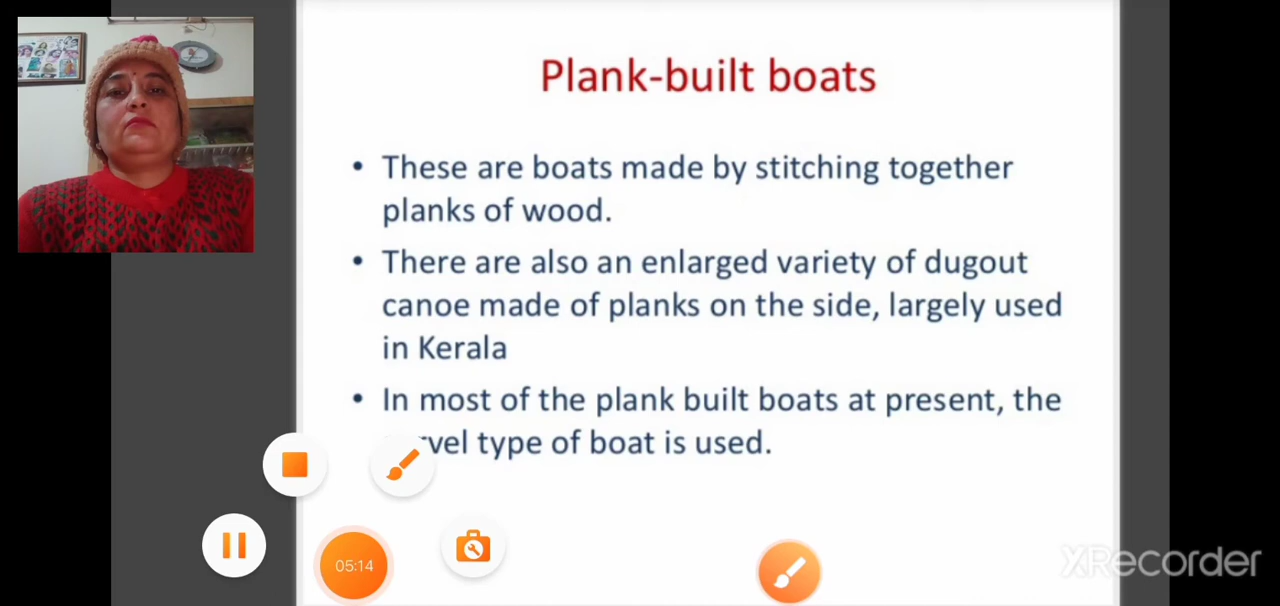 Plank-built boats
• These are boats made by stitching together
planks of wood.
• There are also an enlarged variety of dugout
canoe made of planks on the side, largely used
in Kerala
• In most of the plank built boats at present, the
type of boat is used.
05:14
XRecorder